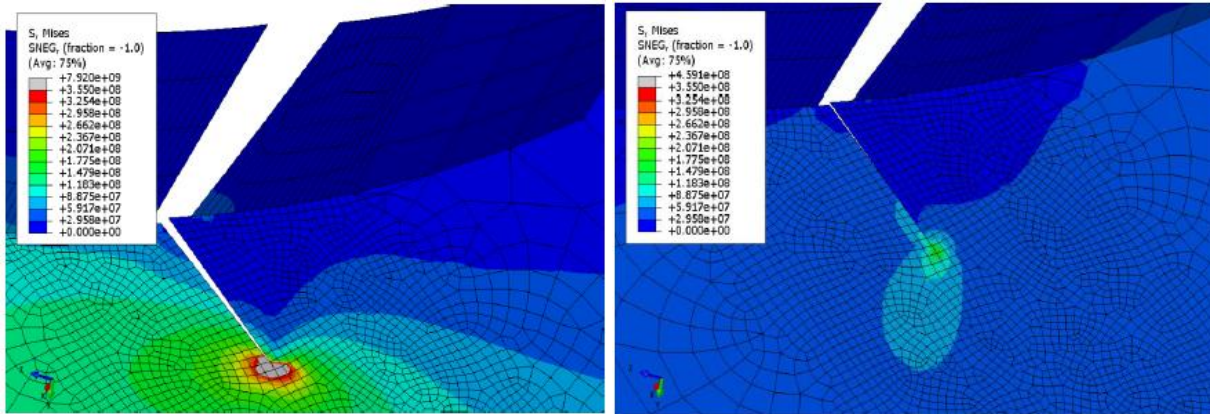 S, Mises
SNEG, (fraction = -1.0)
(Avg: 75%)
+7.920e+09
+3.550e+08
+3.254e+08
+2.958e+08
+2.662e+08
+2.367e+08
+2.071e+08
+1.775e+08
+1.479e+08
+1.183e+08
+8.875e+07
+5.917e+07
+2.958e+07
+0.000e+00
S, Mises
SNEG, (fraction = -1.0)
(Avg: 75%)
+4.591e+08
+3.550e+08
+3.254e+08
+2.958e+08
+2.662e+08
+2.367e+08
+2.071e+08
+1.775e+08
+1.479e+08
+1.183e+08
+8.875e+07
+5.917e+07
+2.958e+07
+0.000e+00